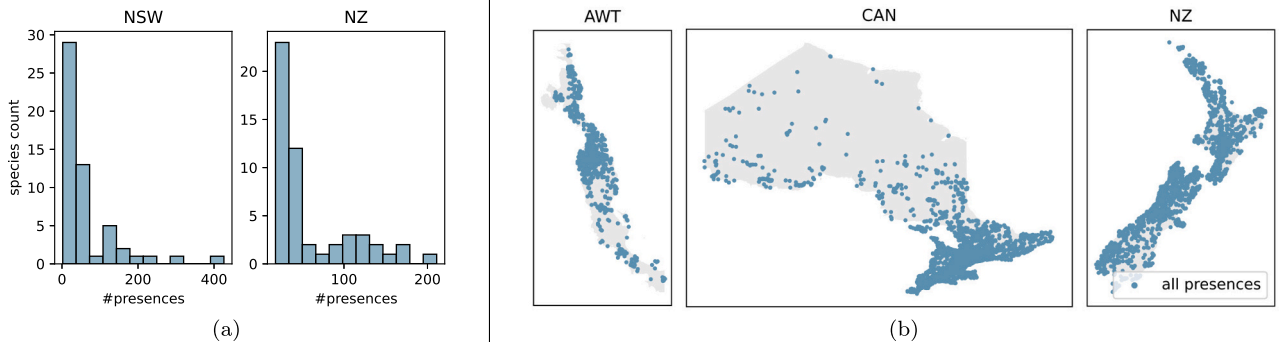 NSW
NZ
species count
30
25
20
15
10
5
0
20
15
10
5
0
0 200 400
100 200
#presences
#presences
(a)
AWT
CAN
NZ
all presences
(b)